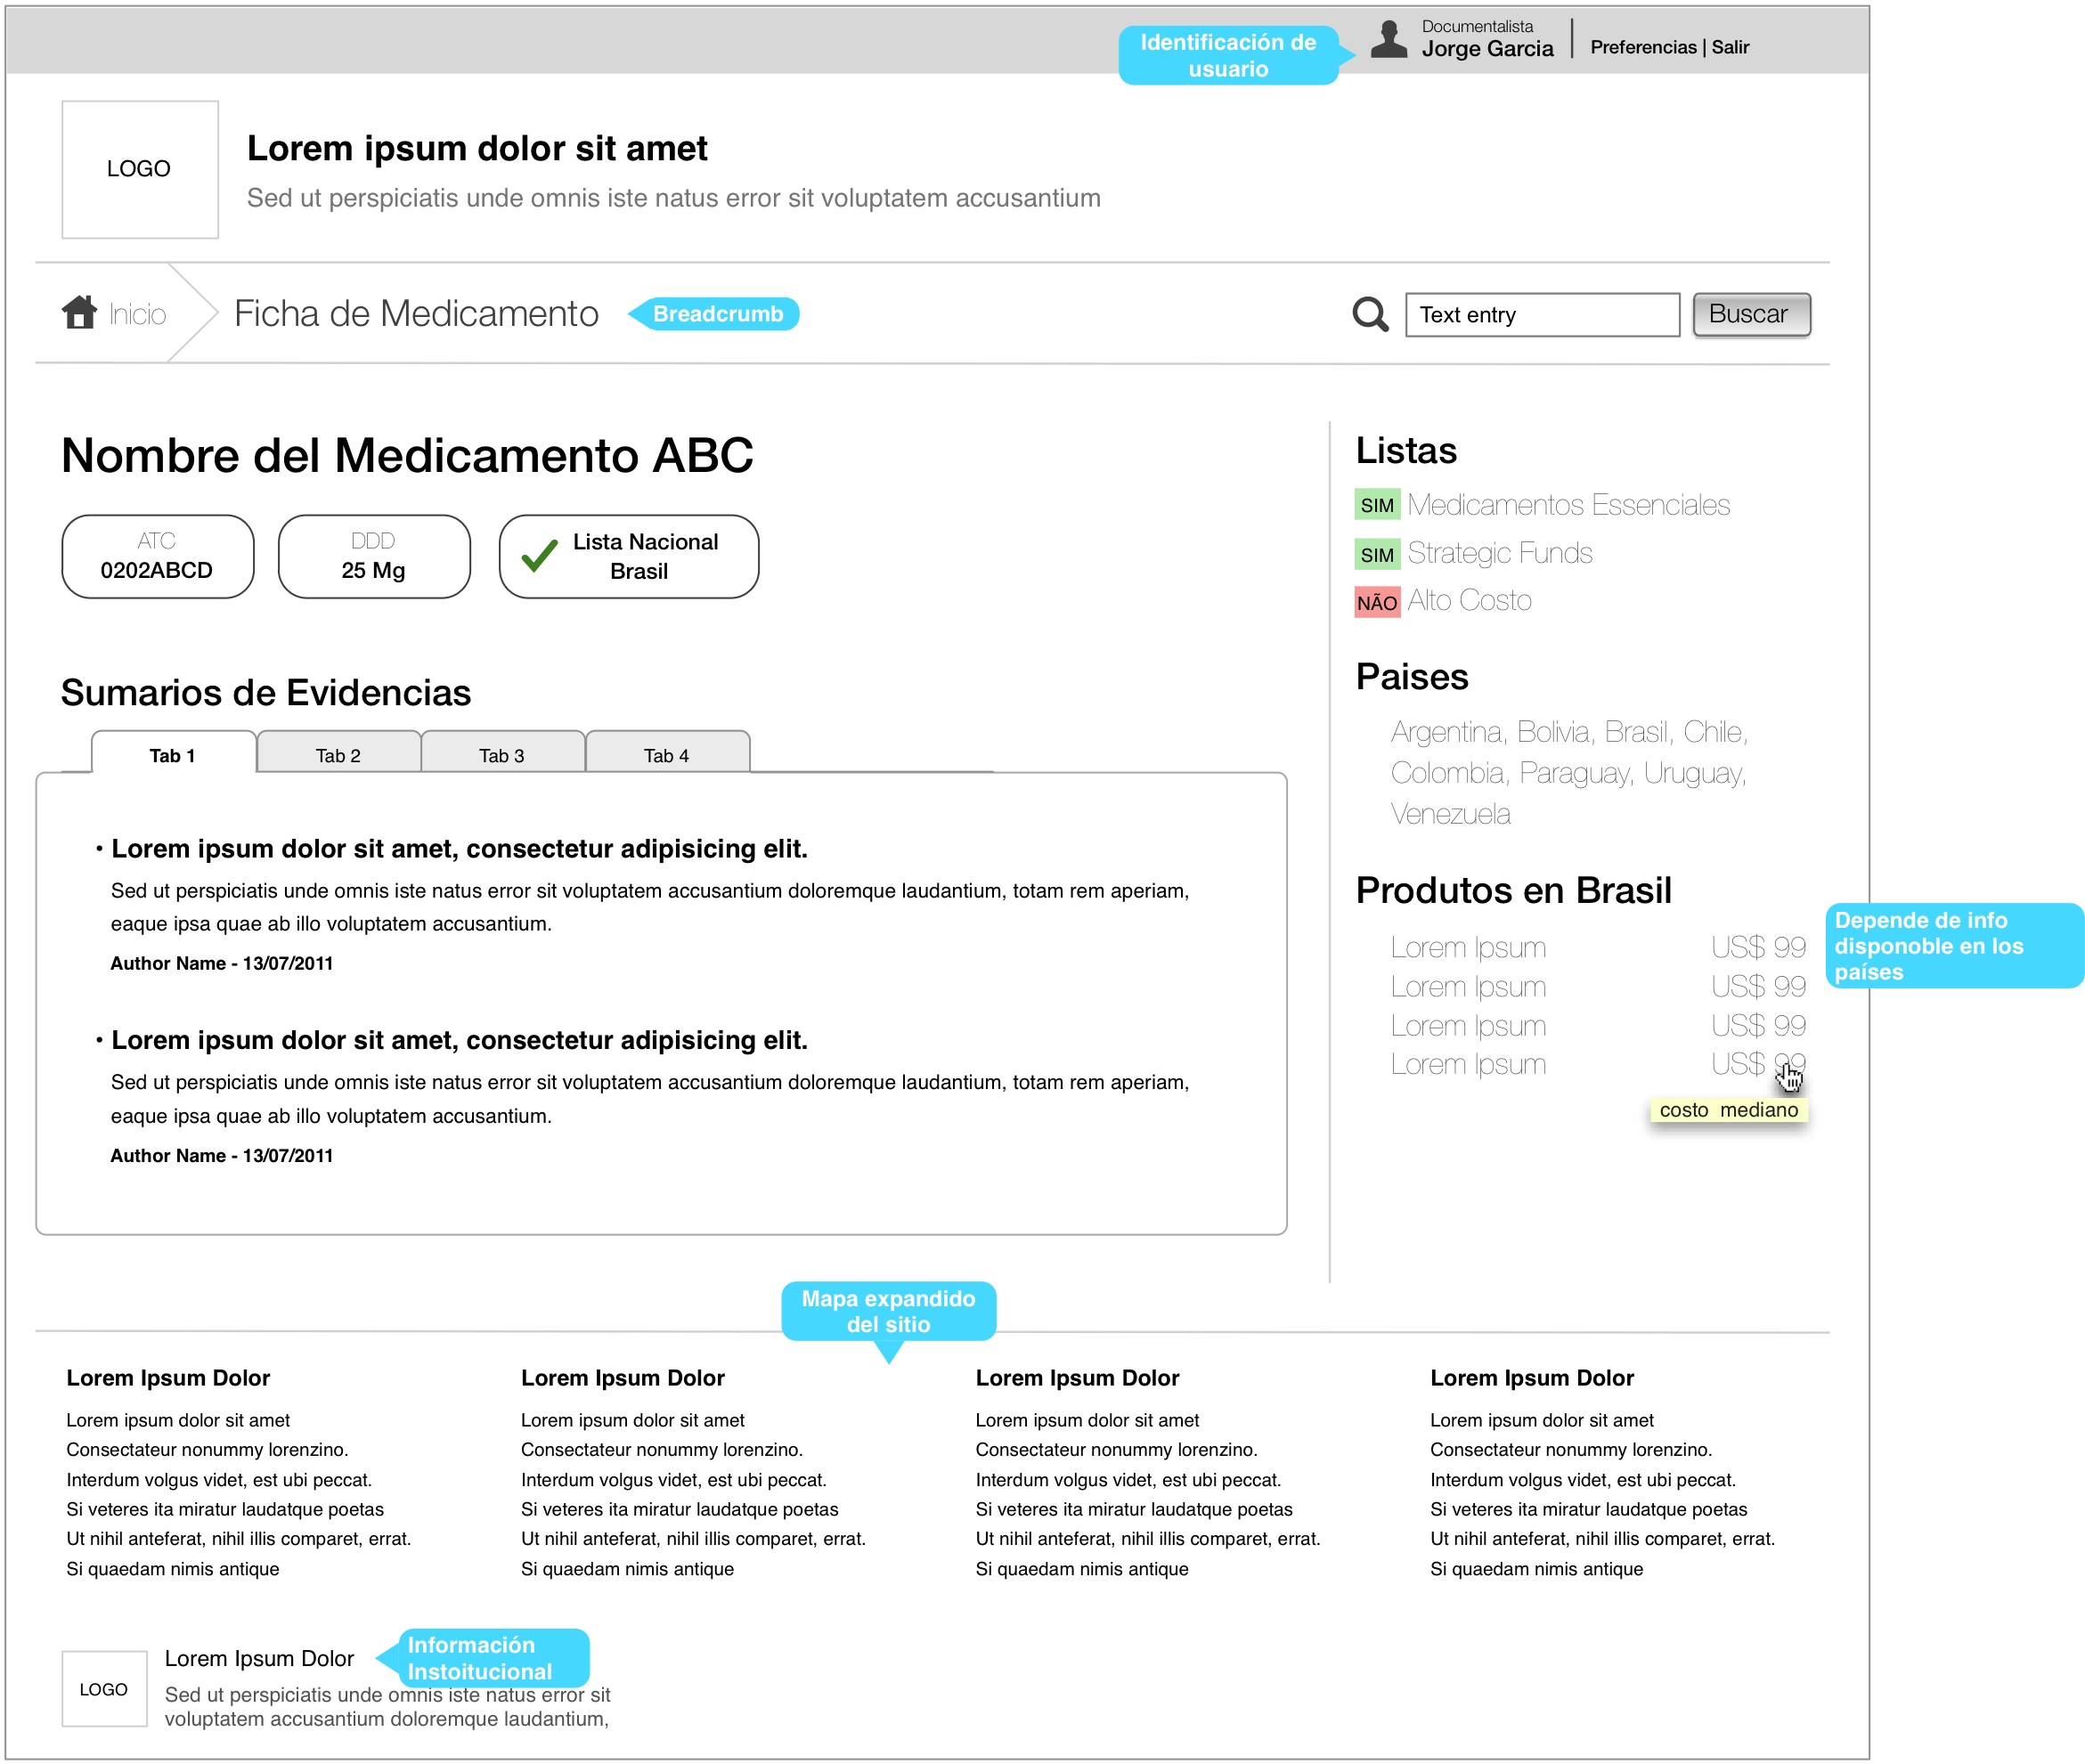 Identificación de
usuario
Documentalista
Jorge Garcia
Preferencias | Salir
LOGO
Lorem ipsum dolor sit amet
Sed ut perspiciatis unde omnis iste natus error sit voluptatem accusantium
Inicio
Ficha de Medicamento
Breadcrumb
Text entry
Buscar
Nombre del Medicamento ABC
ATC
0202ABCD
DDD
25 Mg
Lista Nacional
Brasil
Sumarios de Evidencias
Tab 1
Tab 2
Tab 3
Tab 4
• Lorem ipsum dolor sit amet, consectetur adipisicing elit.
Sed ut perspiciatis unde omnis iste natus error sit voluptatem accusantium doloremque laudantium, totam rem aperiam,
eaque ipsa quae ab illo voluptatem accusantium.
Author Name - 13/07/2011
• Lorem ipsum dolor sit amet, consectetur adipisicing elit.
Sed ut perspiciatis unde omnis iste natus error sit voluptatem accusantium doloremque laudantium, totam rem aperiam,
eaque ipsa quae ab illo voluptatem accusantium.
Author Name - 13/07/2011
Listas
SIM Medicamentos Essenciales
SIM Strategic Funds
NÃO Alto Costo
Paises
Argentina, Bolivia, Brasil, Chile,
Colombia, Paraguay, Uruguay,
Venezuela
Produtos en Brasil
Lorem Ipsum US$ 99
Lorem Ipsum US$ 99
Lorem Ipsum US$ 99
Lorem Ipsum US$ 99
costo mediano
Depende de info
disponoble en los
países
Mapa expandido
del sitio
Lorem Ipsum Dolor
Lorem ipsum dolor sit amet
Consectateur nonummy lorenzino.
Interdum volgus videt, est ubi peccat.
Si veteres ita miratur laudatque poetas
Ut nihil anteferat, nihil illis comparet, errat.
Si quaedam nimis antique
Lorem Ipsum Dolor
Lorem ipsum dolor sit amet
Consectateur nonummy lorenzino.
Interdum volgus videt, est ubi peccat.
Si veteres ita miratur laudatque poetas
Ut nihil anteferat, nihil illis comparet, errat.
Si quaedam nimis antique
Lorem Ipsum Dolor
Lorem ipsum dolor sit amet
Consectateur nonummy lorenzino.
Interdum volgus videt, est ubi peccat.
Si veteres ita miratur laudatque poetas
Ut nihil anteferat, nihil illis comparet, errat.
Si quaedam nimis antique
Lorem Ipsum Dolor
Lorem ipsum dolor sit amet
Consectateur nonummy lorenzino.
Interdum volgus videt, est ubi peccat.
Si veteres ita miratur laudatque poetas
Ut nihil anteferat, nihil illis comparet, errat.
Si quaedam nimis antique
LOGO
Lorem Ipsum Dolor
Información
Instoitucional
Sed ut perspiciatis unde omnis iste natus error sit
voluptatem accusantium doloremque laudantium,